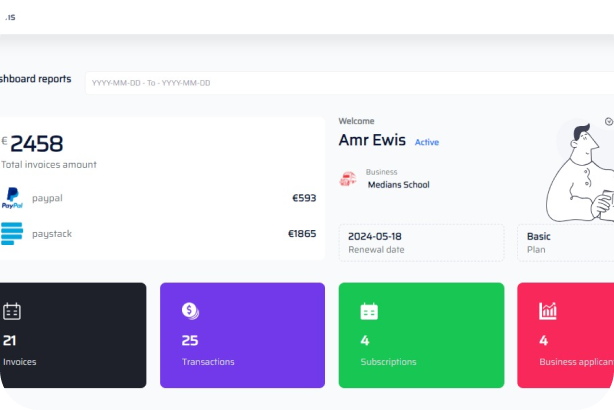 .is
shboard reports
YYYY-MM-DD - To - YYYY-MM-DD
€ 2458
Total invoices amount
PayPal paypal €593
paystack €1865
Welcome
Amr Ewis Active
Business
Medians School
2024-05-18
Renewal date
Basic
Plan
21
Invoices
25
Transactions
4
Subscriptions
4
Business applican